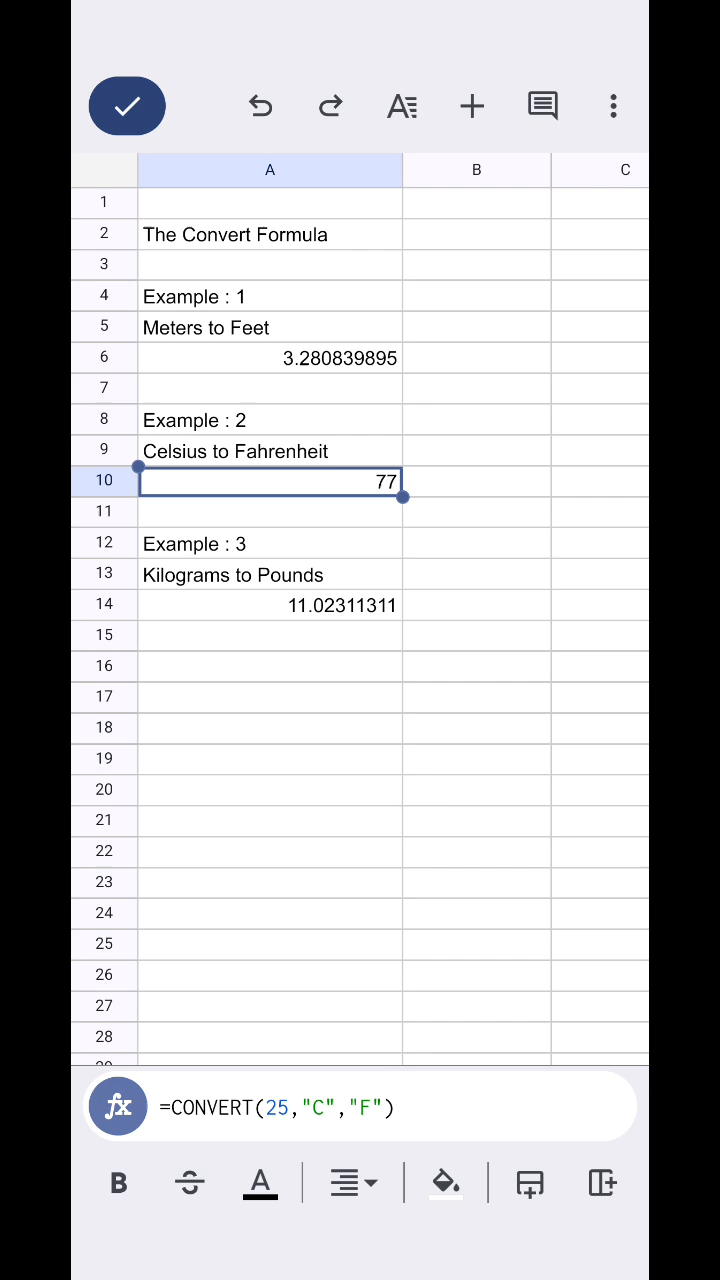 A B C
1
2 The Convert Formula
3
4 Example : 1
5 Meters to Feet
6 3.280839895
7
8 Example : 2
9 Celsius to Fahrenheit
10 77
11
12 Example : 3
13 Kilograms to Pounds
14 11.02311311
15
16
17
18
19
20
21
22
23
24
25
26
27
28
fx =CONVERT(25,"C","F")
B S A